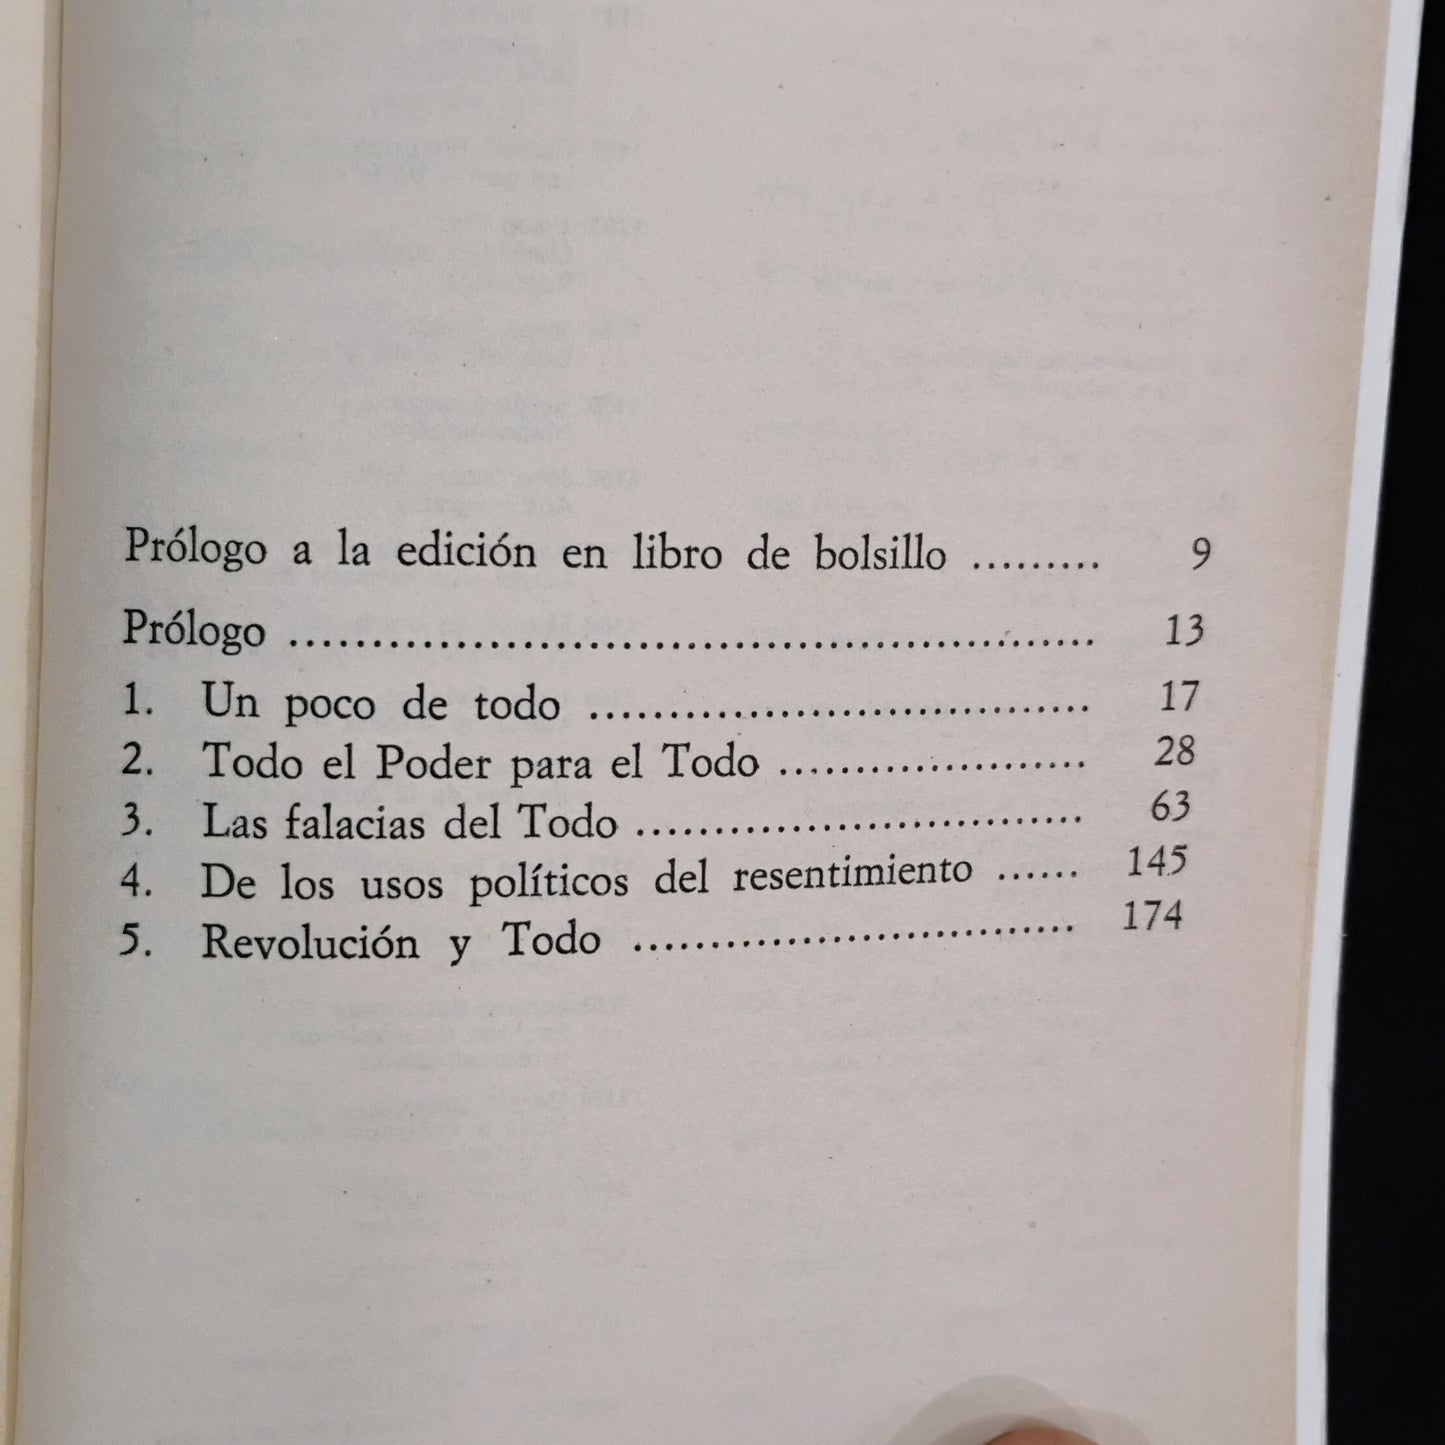 Prólogo a la edición en libro de bolsillo ......... 9
Prólogo ................................................. 13
1. Un poco de todo ................................ 17
2. Todo el Poder para el Todo .................... 28
3. Las falacias del Todo ............................. 63
4. De los usos políticos del resentimiento ...... 145
5. Revolución y Todo ............................. 174